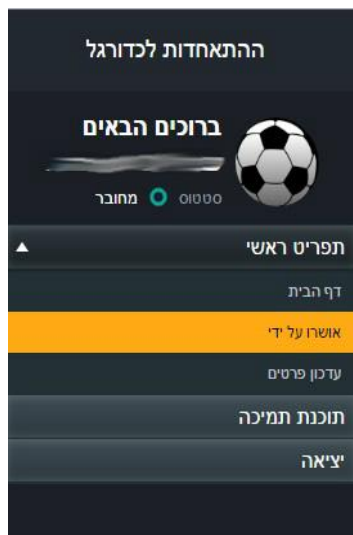 ההתאחדות לכדורגל
ברוכים הבאים
סטטוס מחובר
תפריט ראשי
דף הבית
אושרו על ידי
עדכון פרטים
תוכנת תמיכה
יציאה